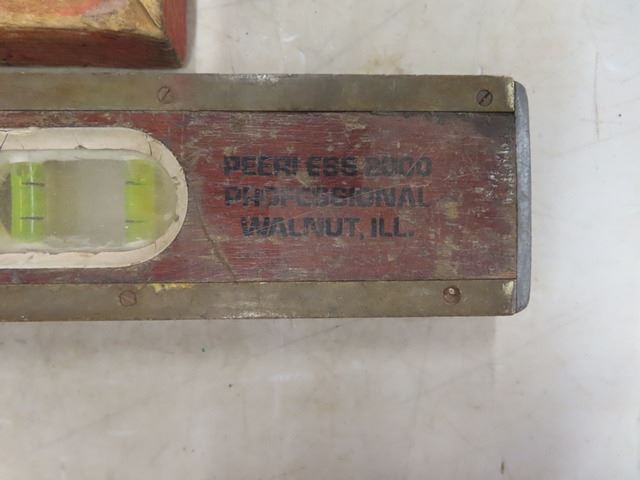 PEERLESS 2000
PROFESSIONAL
WALNUT, ILL.